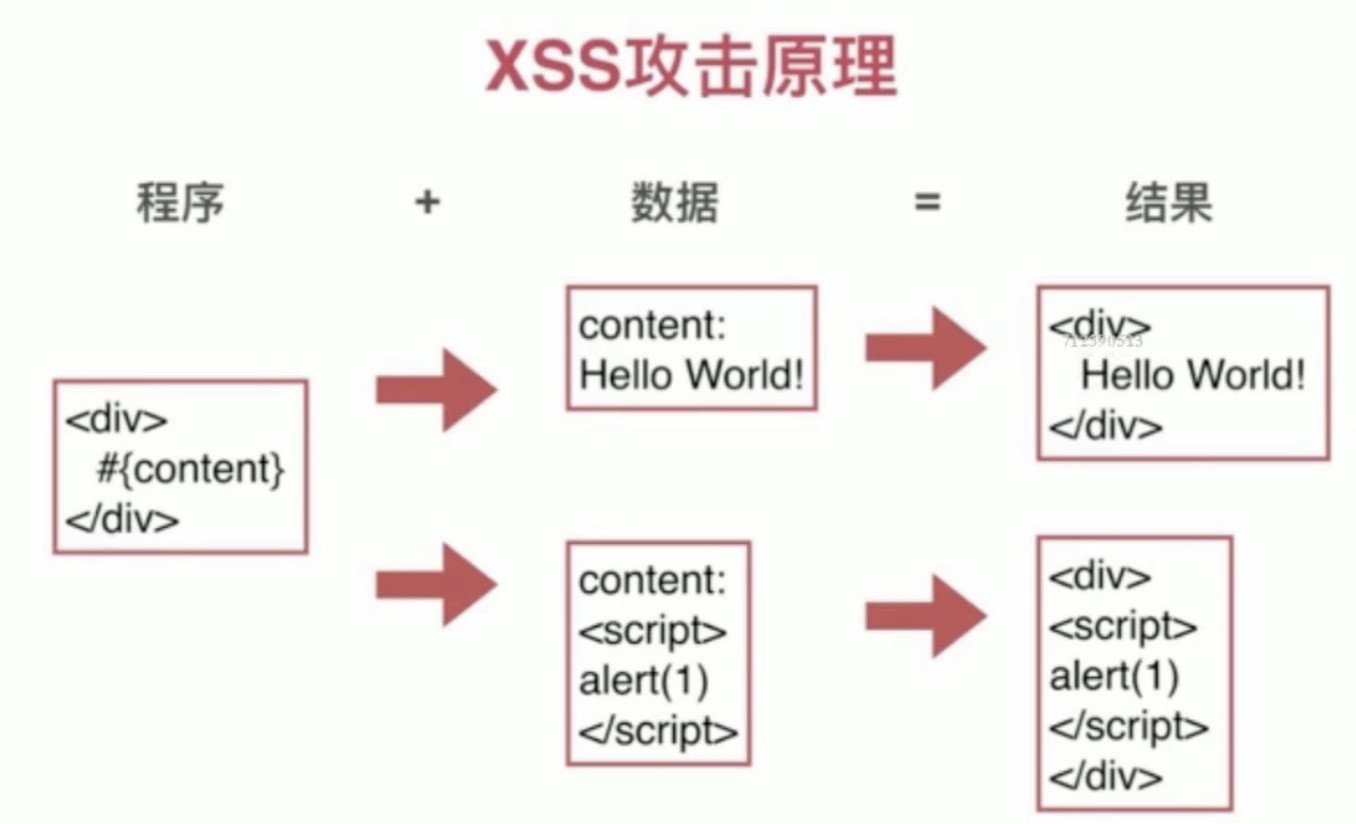 XSS攻击原理
程序 + 数据 = 结果
<div>
#{content}
</div>
content:
Hello World!
<div>
Hello World!
</div>
content:
<script>
alert(1)
</script>
<div>
<script>
alert(1)
</script>
</div>